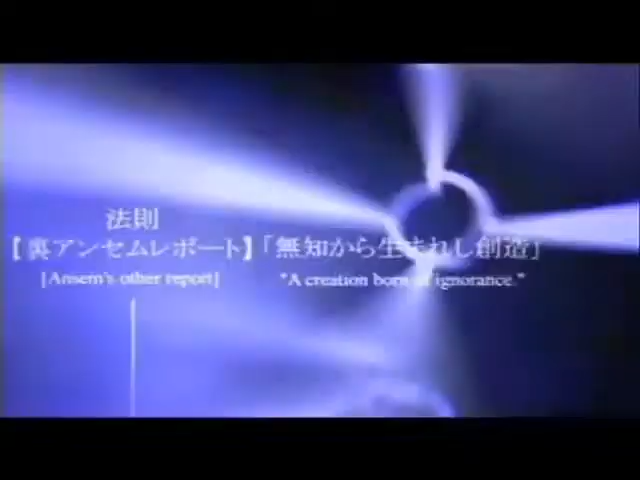 法則
【裏アンセムレポート】「無知から生まれし創造」
[Ansem's other report] "A creation born of ignorance."